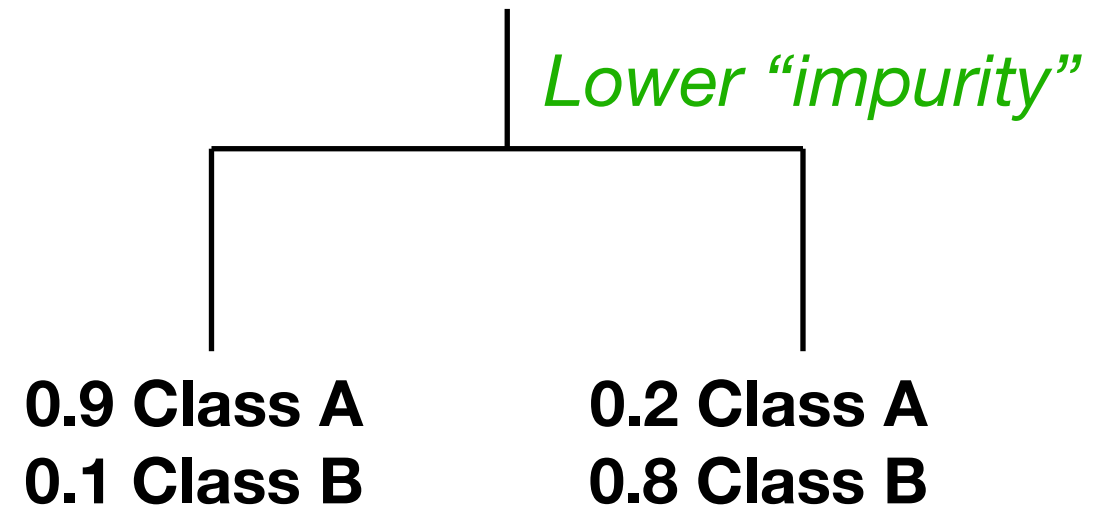 Lower “impurity”
0.9 Class A
0.1 Class B
0.2 Class A
0.8 Class B